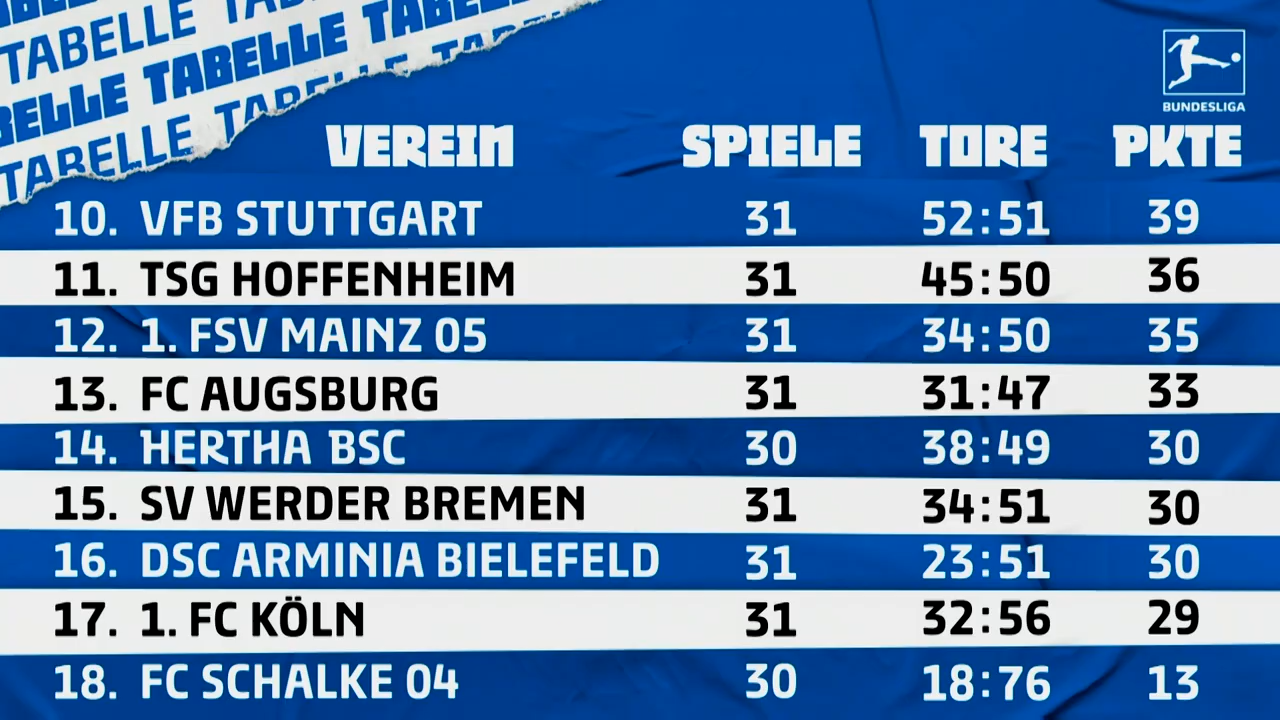 TABELLE TABELLE
BELLE TABELLE TABELLE TABELLE
TABELLE
BUNDESLIGA
VEREIN SPIELE TORE PKTE
10. VFB STUTTGART 31 52:51 39
11. TSG HOFFENHEIM 31 45:50 36
12. 1. FSV MAINZ 05 31 34:50 35
13. FC AUGSBURG 31 31:47 33
14. HERTHA BSC 30 38:49 30
15. SV WERDER BREMEN 31 34:51 30
16. DSC ARMINIA BIELEFELD 31 23:51 30
17. 1. FC KÖLN 31 32:56 29
18. FC SCHALKE 04 30 18:76 13